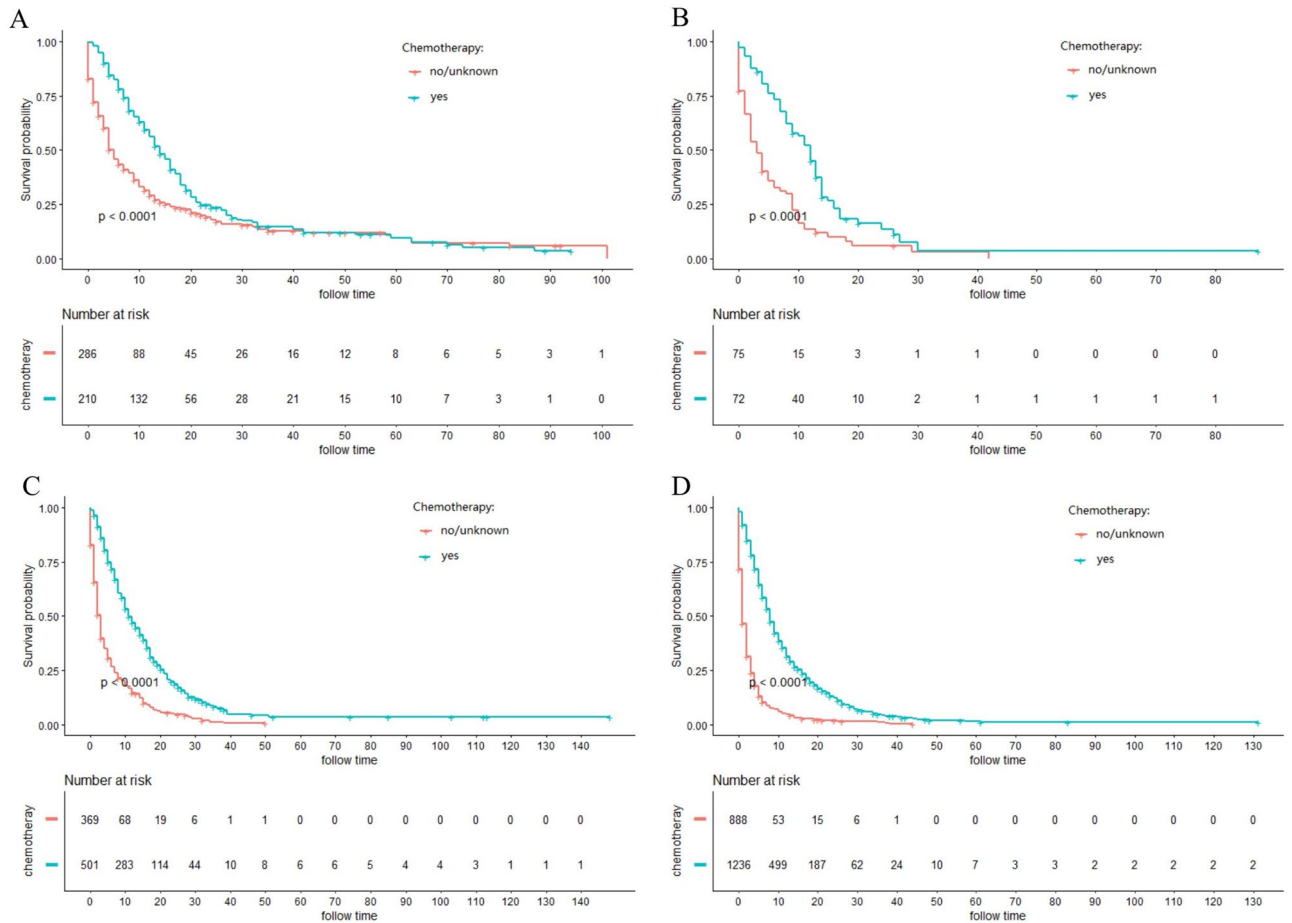 A
Chemotherapy:
no/unknown
yes
Survival probability
1.00
0.75
0.50
0.25
0.00
p < 0.0001
0 10 20 30 40 50 60 70 80 90 100
follow time
Number at risk
chemotheray
286 88 45 26 16 12 8 6 5 3 1
210 132 56 28 21 15 10 7 3 1 0
0 10 20 30 40 50 60 70 80 90 100
follow time
B
Chemotherapy:
no/unknown
yes
Survival probability
1.00
0.75
0.50
0.25
0.00
p < 0.0001
0 10 20 30 40 50 60 70 80
follow time
Number at risk
chemotheray
75 15 3 1 1 0 0 0 0
72 40 10 2 1 1 1 1 1
0 10 20 30 40 50 60 70 80
follow time
C
Chemotherapy:
no/unknown
yes
Survival probability
1.00
0.75
0.50
0.25
0.00
p < 0.0001
0 10 20 30 40 50 60 70 80 90 100 110 120 130 140
follow time
Number at risk
chemotheray
369 68 19 6 1 1 0 0 0 0 0 0 0 0 0
501 283 114 44 10 8 6 6 5 4 4 3 1 1 1
0 10 20 30 40 50 60 70 80 90 100 110 120 130 140
follow time
D
Chemotherapy:
no/unknown
yes
Survival probability
1.00
0.75
0.50
0.25
0.00
p < 0.0001
0 10 20 30 40 50 60 70 80 90 100 110 120 130
follow time
Number at risk
chemotheray
888 53 15 6 1 0 0 0 0 0 0 0 0 0
1236 499 187 62 24 10 7 3 3 2 2 2 2 2
0 10 20 30 40 50 60 70 80 90 100 110 120 130
follow time